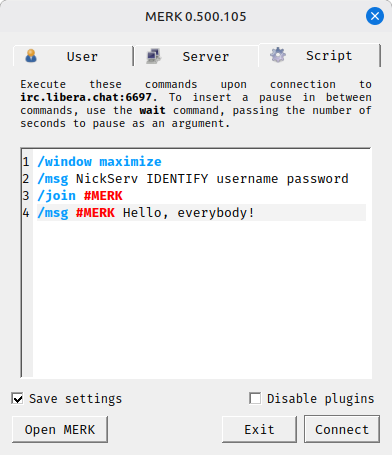 MERK 0.500.105
User Server Script
Execute these commands upon connection to
irc.libera.chat:6697. To insert a pause in between
commands, use the wait command, passing the number of
seconds to pause as an argument.
1 /window maximize
2 /msg NickServ IDENTIFY username password
3 /join #MERK
4 /msg #MERK Hello, everybody!
Save settings Disable plugins
Open MERK Exit Connect